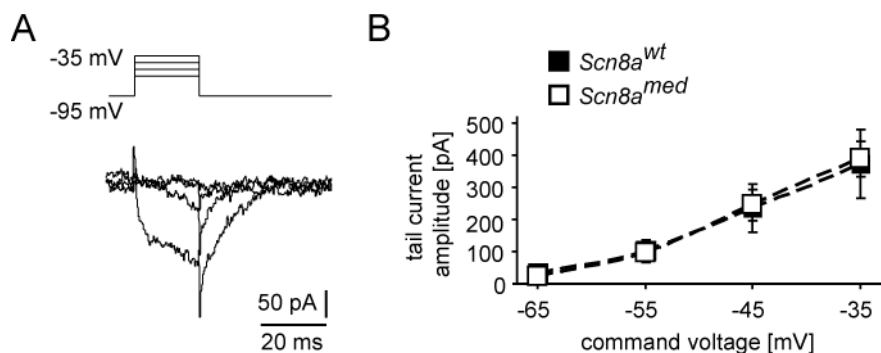 A
-35 mV
-95 mV
50 pA
20 ms
B
Scn8a^wt
Scn8a^med
tail current
amplitude [pA]
500
400
300
200
100
0
-65
-55
-45
-35
command voltage [mV]